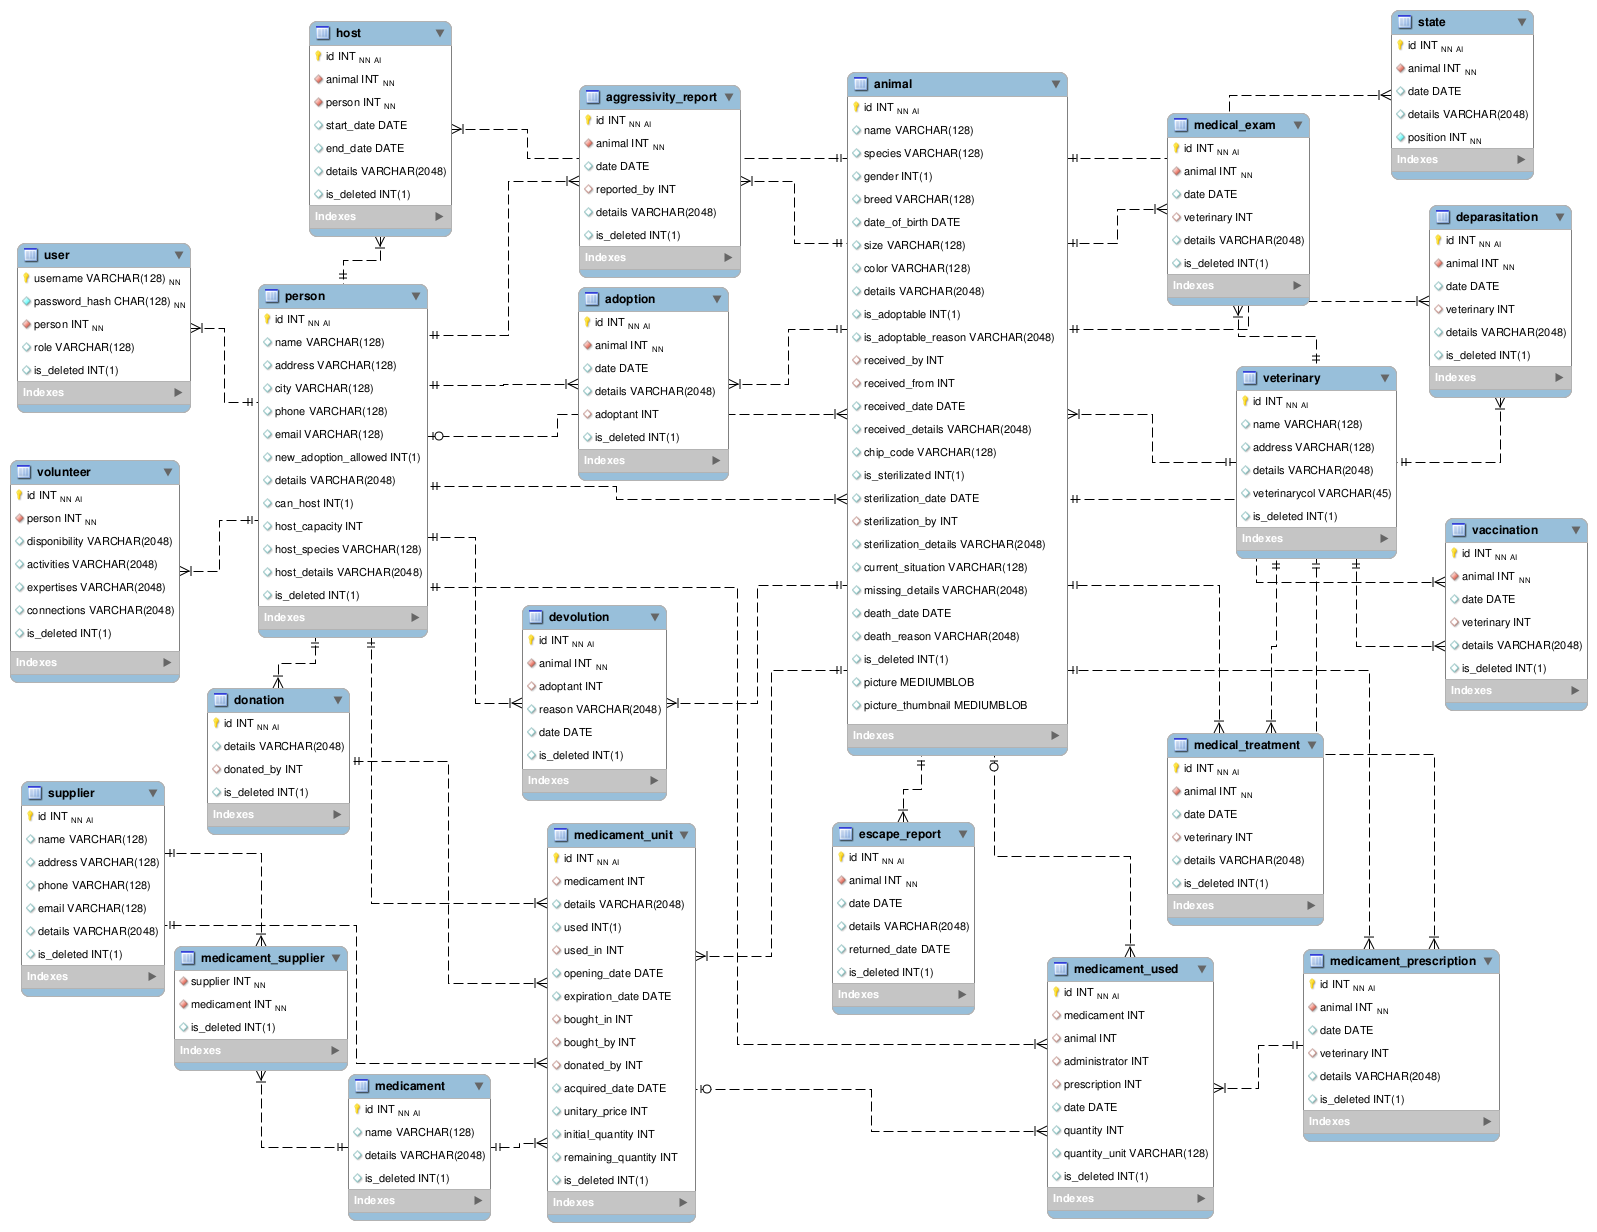 host
id INT NN AI
animal INT NN
person INT NN
start_date DATE
end_date DATE
details VARCHAR(2048)
is_deleted INT(1)
Indexes
aggressivity_report
id INT NN AI
animal INT NN
date DATE
reported_by INT
details VARCHAR(2048)
is_deleted INT(1)
Indexes
animal
id INT NN AI
name VARCHAR(128)
species VARCHAR(128)
gender INT(1)
breed VARCHAR(128)
date_of_birth DATE
size VARCHAR(128)
color VARCHAR(128)
details VARCHAR(2048)
is_adoptable INT(1)
is_adoptable_reason VARCHAR(2048)
received_by INT
received_from INT
received_date DATE
received_details VARCHAR(2048)
chip_code VARCHAR(128)
is_sterilizated INT(1)
sterilization_date DATE
sterilization_by INT
sterilization_details VARCHAR(2048)
current_situation VARCHAR(128)
missing_details VARCHAR(2048)
death_date DATE
death_reason VARCHAR(2048)
is_deleted INT(1)
picture MEDIUMBLOB
picture_thumbnail MEDIUMBLOB
Indexes
state
id INT NN AI
animal INT NN
date DATE
details VARCHAR(2048)
position INT NN
Indexes
medical_exam
id INT NN AI
animal INT NN
date DATE
veterinary INT
details VARCHAR(2048)
is_deleted INT(1)
Indexes
deparasitation
id INT NN AI
animal INT NN
date DATE
veterinary INT
details VARCHAR(2048)
is_deleted INT(1)
Indexes
user
username VARCHAR(128) NN
password_hash CHAR(128) NN
person INT NN
role VARCHAR(128)
is_deleted INT(1)
Indexes
person
id INT NN AI
name VARCHAR(128)
address VARCHAR(128)
city VARCHAR(128)
phone VARCHAR(128)
email VARCHAR(128)
new_adoption_allowed INT(1)
details VARCHAR(2048)
can_host INT(1)
host_capacity INT
host_species VARCHAR(128)
host_details VARCHAR(2048)
is_deleted INT(1)
Indexes
adoption
id INT NN AI
animal INT NN
date DATE
details VARCHAR(2048)
adoptant INT
is_deleted INT(1)
Indexes
veterinary
id INT NN AI
name VARCHAR(128)
address VARCHAR(128)
details VARCHAR(2048)
veterinarycol VARCHAR(45)
is_deleted INT(1)
Indexes
volunteer
id INT NN AI
person INT NN
disponibility VARCHAR(2048)
activities VARCHAR(2048)
expertises VARCHAR(2048)
connections VARCHAR(2048)
is_deleted INT(1)
Indexes
vaccination
id INT NN AI
animal INT NN
date DATE
veterinary INT
details VARCHAR(2048)
is_deleted INT(1)
Indexes
devolution
id INT NN AI
animal INT NN
adoptant INT
reason VARCHAR(2048)
date DATE
is_deleted INT(1)
Indexes
donation
id INT NN AI
details VARCHAR(2048)
donated_by INT
is_deleted INT(1)
Indexes
medical_treatment
id INT NN AI
animal INT NN
date DATE
veterinary INT
details VARCHAR(2048)
is_deleted INT(1)
Indexes
supplier
id INT NN AI
name VARCHAR(128)
address VARCHAR(128)
phone VARCHAR(128)
email VARCHAR(128)
details VARCHAR(2048)
is_deleted INT(1)
Indexes
medicament_unit
id INT NN AI
medicament INT
details VARCHAR(2048)
used INT(1)
used_in INT
opening_date DATE
expiration_date DATE
bought_in INT
bought_by INT
donated_by INT
acquired_date DATE
unitary_price INT
initial_quantity INT
remaining_quantity INT
is_deleted INT(1)
Indexes
escape_report
id INT NN AI
animal INT NN
date DATE
details VARCHAR(2048)
returned_date DATE
is_deleted INT(1)
Indexes
medicament_supplier
supplier INT NN
medicament INT NN
is_deleted INT(1)
Indexes
medicament_used
id INT NN AI
medicament INT
animal INT
administrator INT
prescription INT
date DATE
quantity INT
quantity_unit VARCHAR(128)
is_deleted INT(1)
Indexes
medicament_prescription
id INT NN AI
animal INT NN
date DATE
veterinary INT
details VARCHAR(2048)
is_deleted INT(1)
Indexes
medicament
id INT NN AI
name VARCHAR(128)
details VARCHAR(2048)
is_deleted INT(1)
Indexes